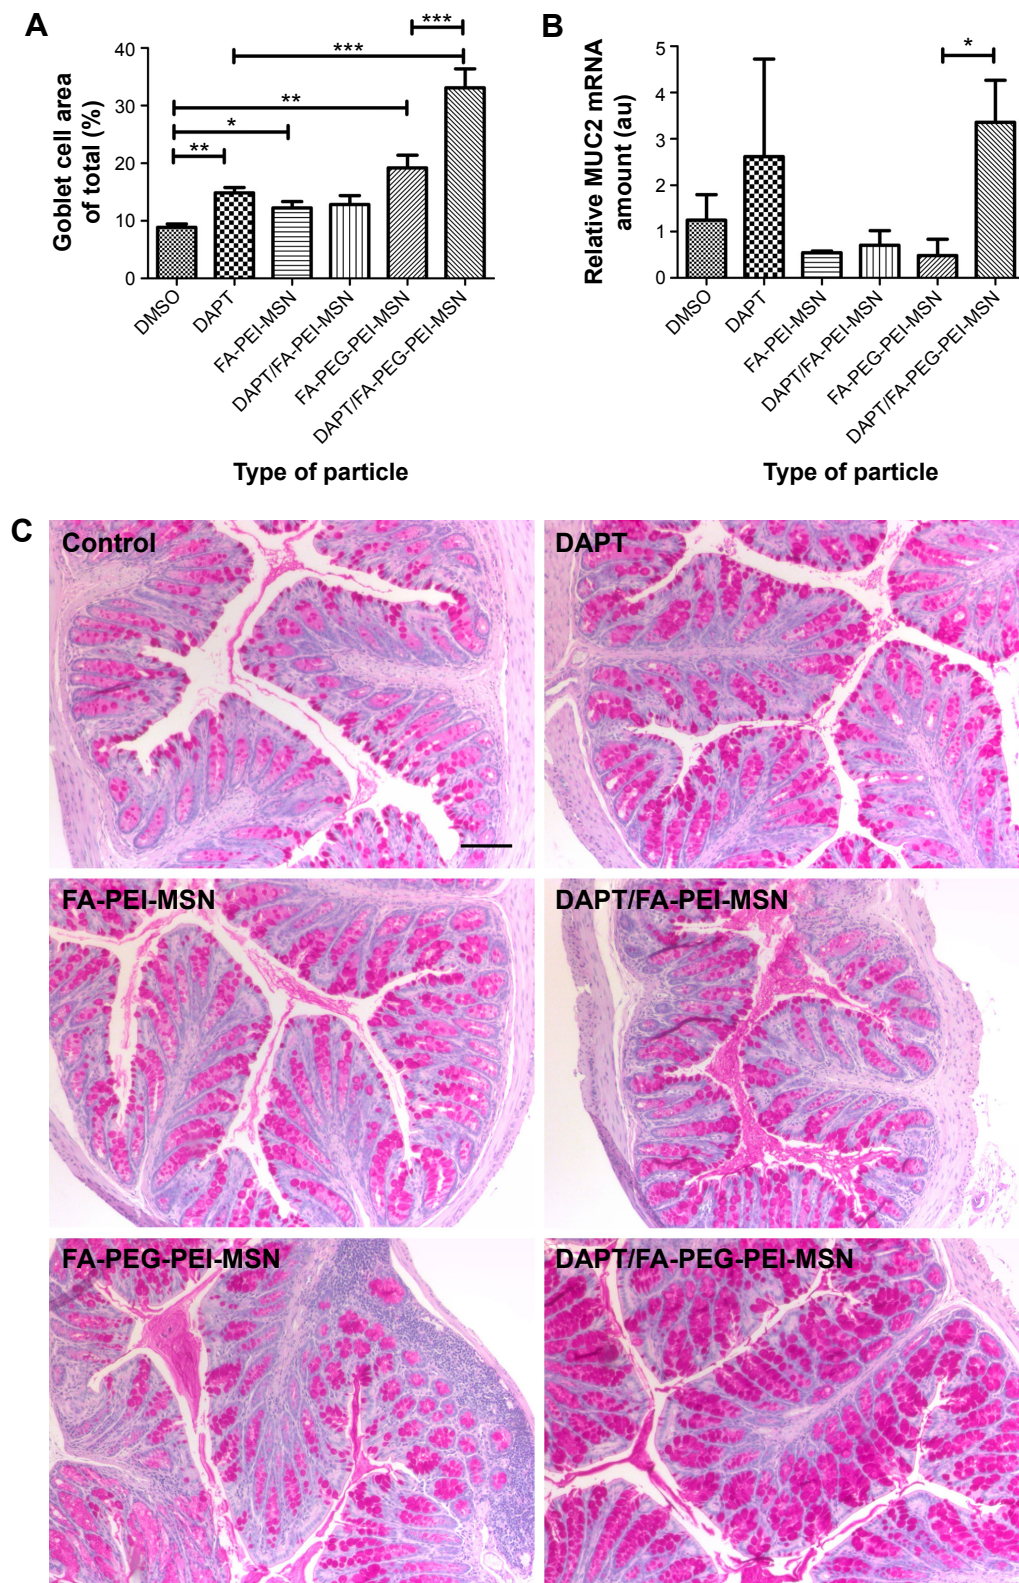 A
Goblet cell area
of total (%)
40
30
20
10
0
***
***
**
*
**
DMSO
DAPT
FA-PEI-MSN
DAPT/FA-PEI-MSN
FA-PEG-PEI-MSN
DAPT/FA-PEG-PEI-MSN
Type of particle
B
Relative MUC2 mRNA
amount (au)
5
4
3
2
1
0
*
DMSO
DAPT
FA-PEI-MSN
DAPT/FA-PEI-MSN
FA-PEG-PEI-MSN
DAPT/FA-PEG-PEI-MSN
Type of particle
C
Control
DAPT
FA-PEI-MSN
DAPT/FA-PEI-MSN
FA-PEG-PEI-MSN
DAPT/FA-PEG-PEI-MSN